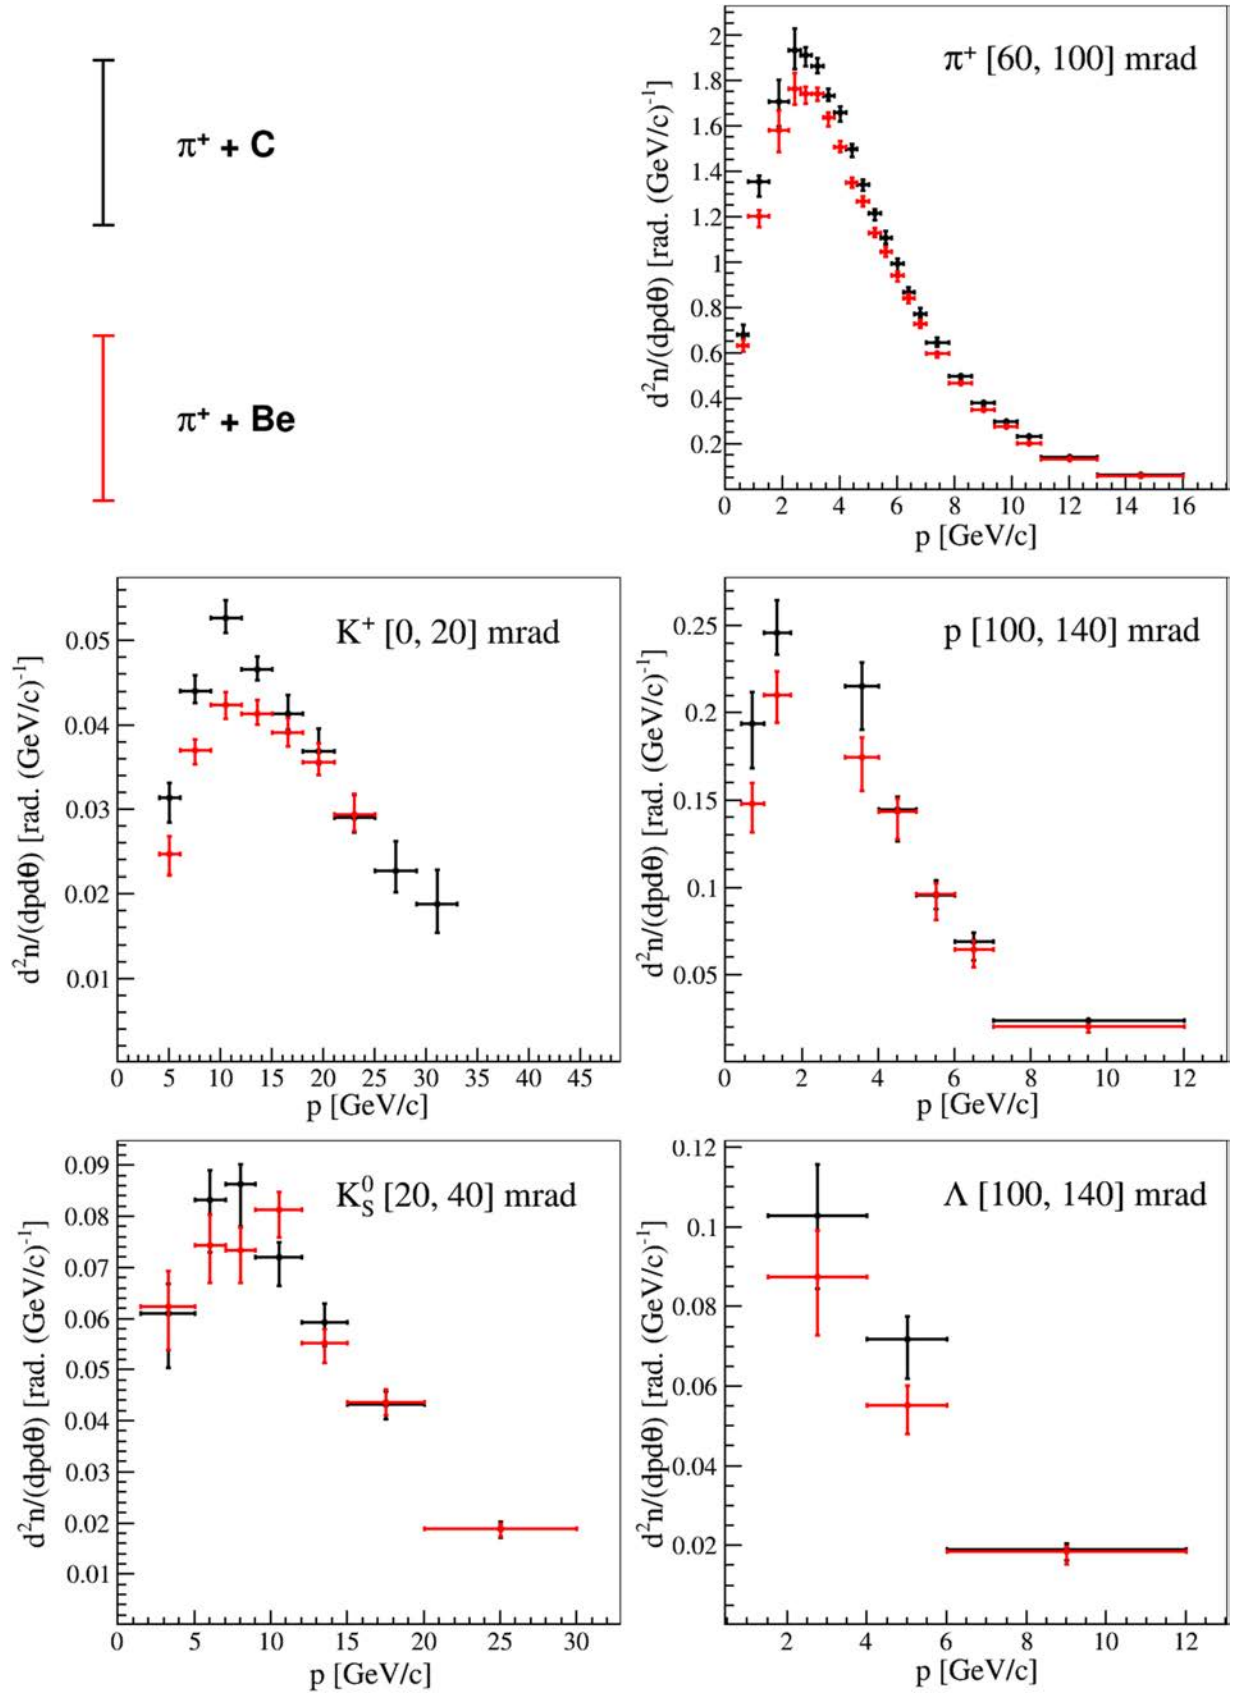 π⁺ + C
π⁺ + Be
π⁺ [60, 100] mrad
d²n/(dpdθ) [rad. (GeV/c)⁻¹]
2
1.8
1.6
1.4
1.2
1
0.8
0.6
0.4
0.2
0 2 4 6 8 10 12 14 16
p [GeV/c]
K⁺ [0, 20] mrad
d²n/(dpdθ) [rad. (GeV/c)⁻¹]
0.05
0.04
0.03
0.02
0.01
0 5 10 15 20 25 30 35 40 45
p [GeV/c]
p [100, 140] mrad
d²n/(dpdθ) [rad. (GeV/c)⁻¹]
0.25
0.2
0.15
0.1
0.05
0 2 4 6 8 10 12
p [GeV/c]
K⁰S [20, 40] mrad
d²n/(dpdθ) [rad. (GeV/c)⁻¹]
0.09
0.08
0.07
0.06
0.05
0.04
0.03
0.02
0.01
0 5 10 15 20 25 30
p [GeV/c]
Λ [100, 140] mrad
d²n/(dpdθ) [rad. (GeV/c)⁻¹]
0.12
0.1
0.08
0.06
0.04
0.02
2 4 6 8 10 12
p [GeV/c]